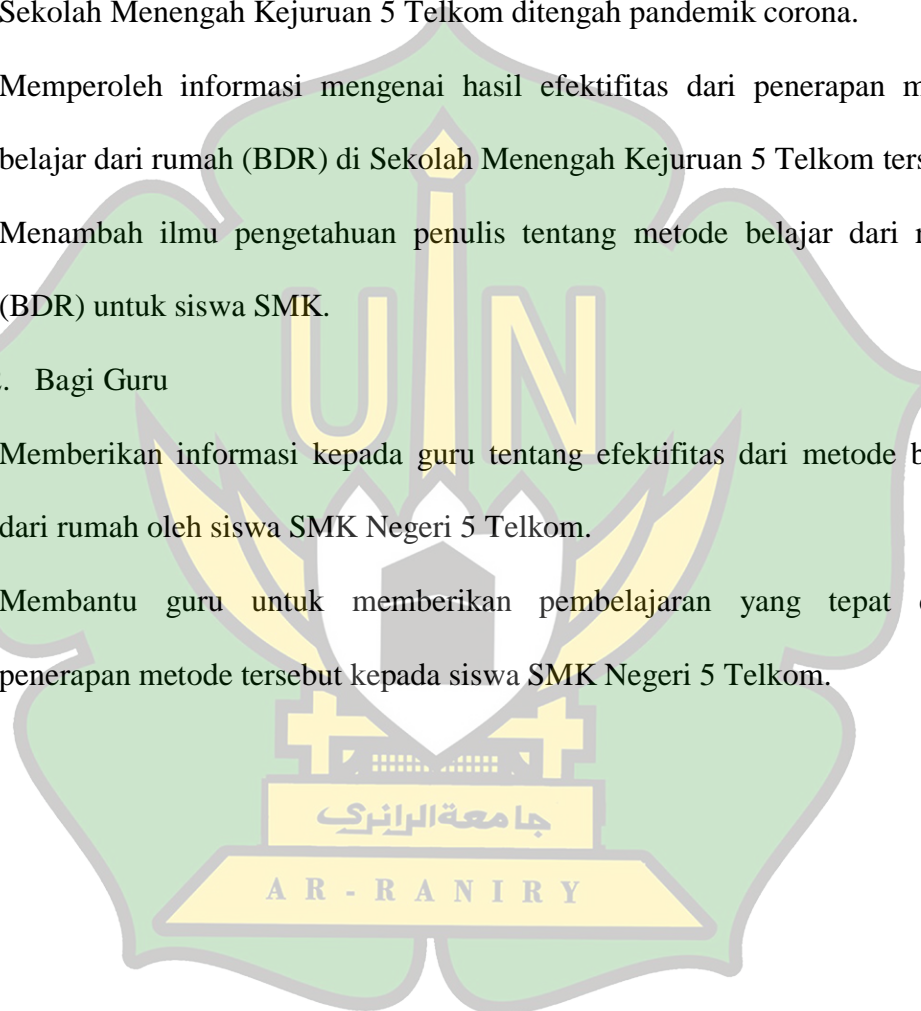 Sekolah Menengah Kejuruan 5 Telkom ditengah pandemik corona.
Memperoleh informasi mengenai hasil efektifitas dari penerapan
belajar dari rumah (BDR) di Sekolah Menengah Kejuruan 5 Telkom
Menambah ilmu pengetahuan penulis tentang metode belajar dari
(BDR) untuk siswa SMK.
Bagi Guru
Memberikan informasi kepada guru tentang efektifitas dari metode
dari rumah oleh siswa SMK Negeri 5 Telkom.
Membantu guru untuk memberikan pembelajaran yang tepat
penerapan metode tersebut kepada siswa SMK Negeri 5 Telkom.
UIN
جامعة الرانري
AR-RANIRY